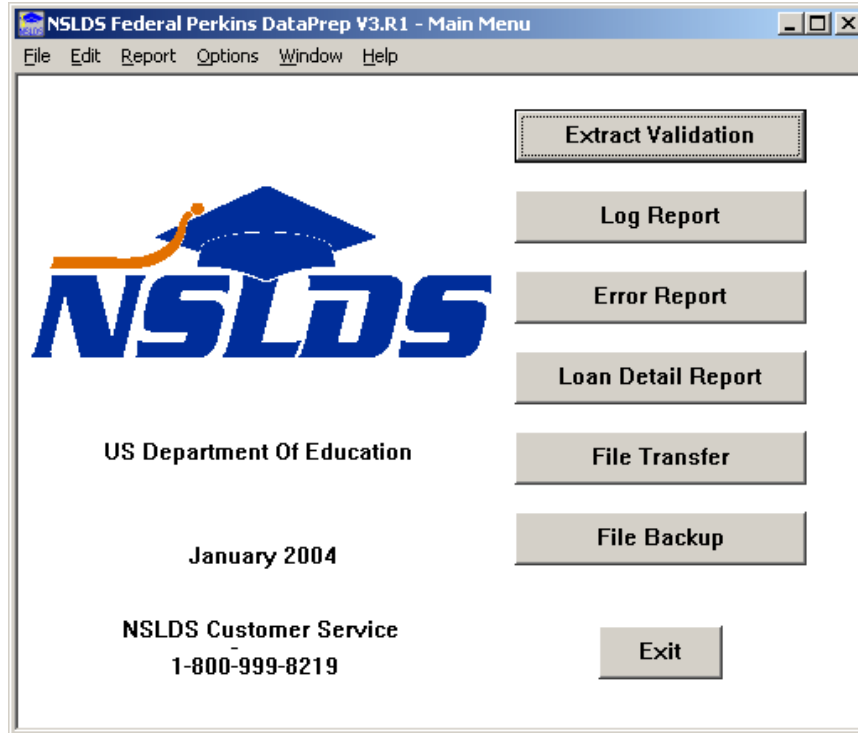 NSLDS Federal Perkins DataPrep V3.R1 - Main Menu
File Edit Report Options Window Help
Extract Validation
Log Report
Error Report
Loan Detail Report
File Transfer
File Backup
Exit
NSLDS
US Department Of Education
January 2004
NSLDS Customer Service
1-800-999-8219